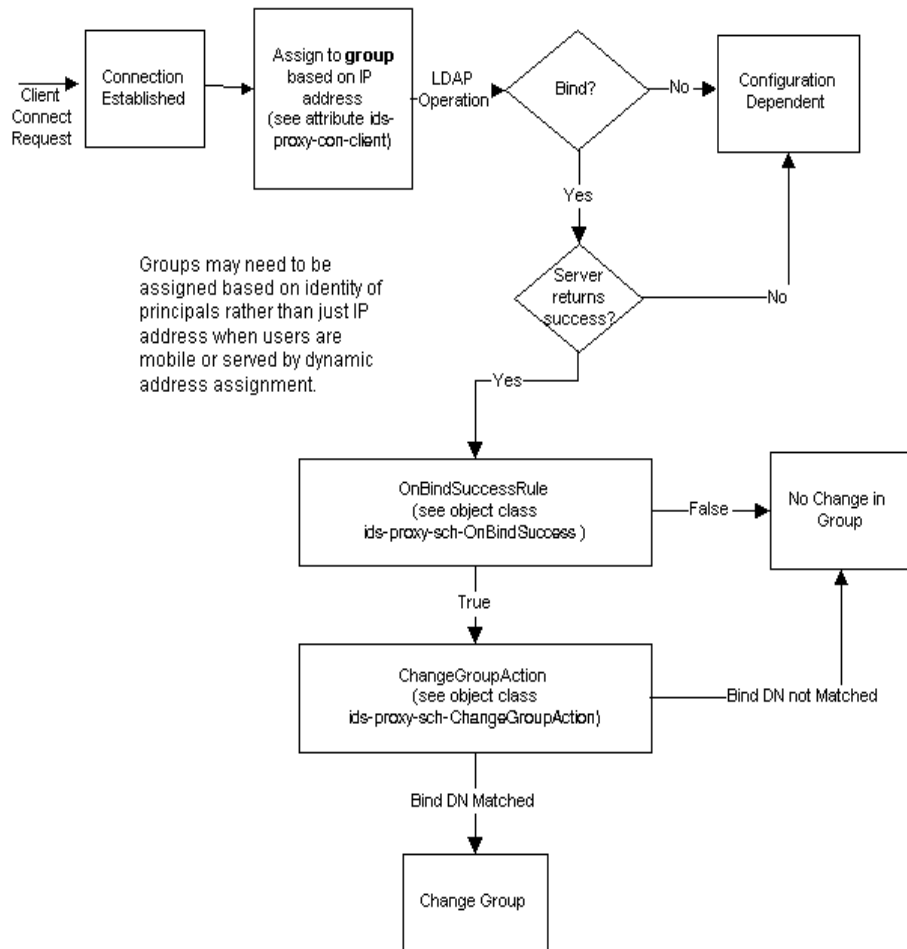 Client
Connect
Request
Connection
Established
Assign to group
based on IP
address
(see attribute ids-
proxy-con-client)
LDAP
Operation
Bind?
No
Configuration
Dependent
Yes
Groups may need to be
assigned based on identity of
principals rather than just IP
address when users are
mobile or served by dynamic
address assignment.
Server
returns
success?
No
Yes
OnBindSuccessRule
(see object class
ids-proxy-sch-OnBindSuccess )
False
No Change in
Group
True
ChangeGroupAction
(see object class
ids-proxy-sch-ChangeGroupAction)
Bind DN not Matched
Bind DN Matched
Change Group